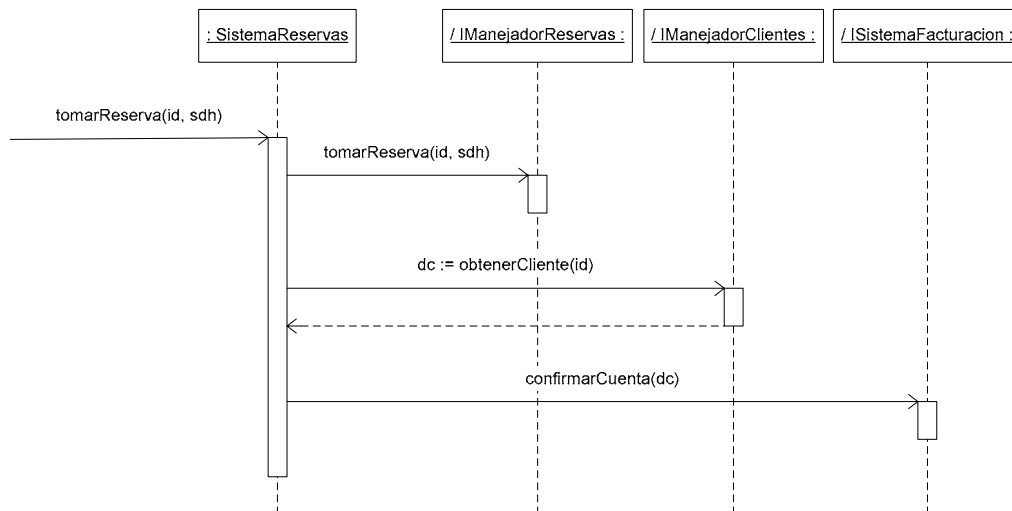 : SistemaReservas
/ IManejadorReservas :
/ IManejadorClientes :
/ ISistemaFacturacion :
tomarReserva(id, sdh)
tomarReserva(id, sdh)
dc := obtenerCliente(id)
confirmarCuenta(dc)